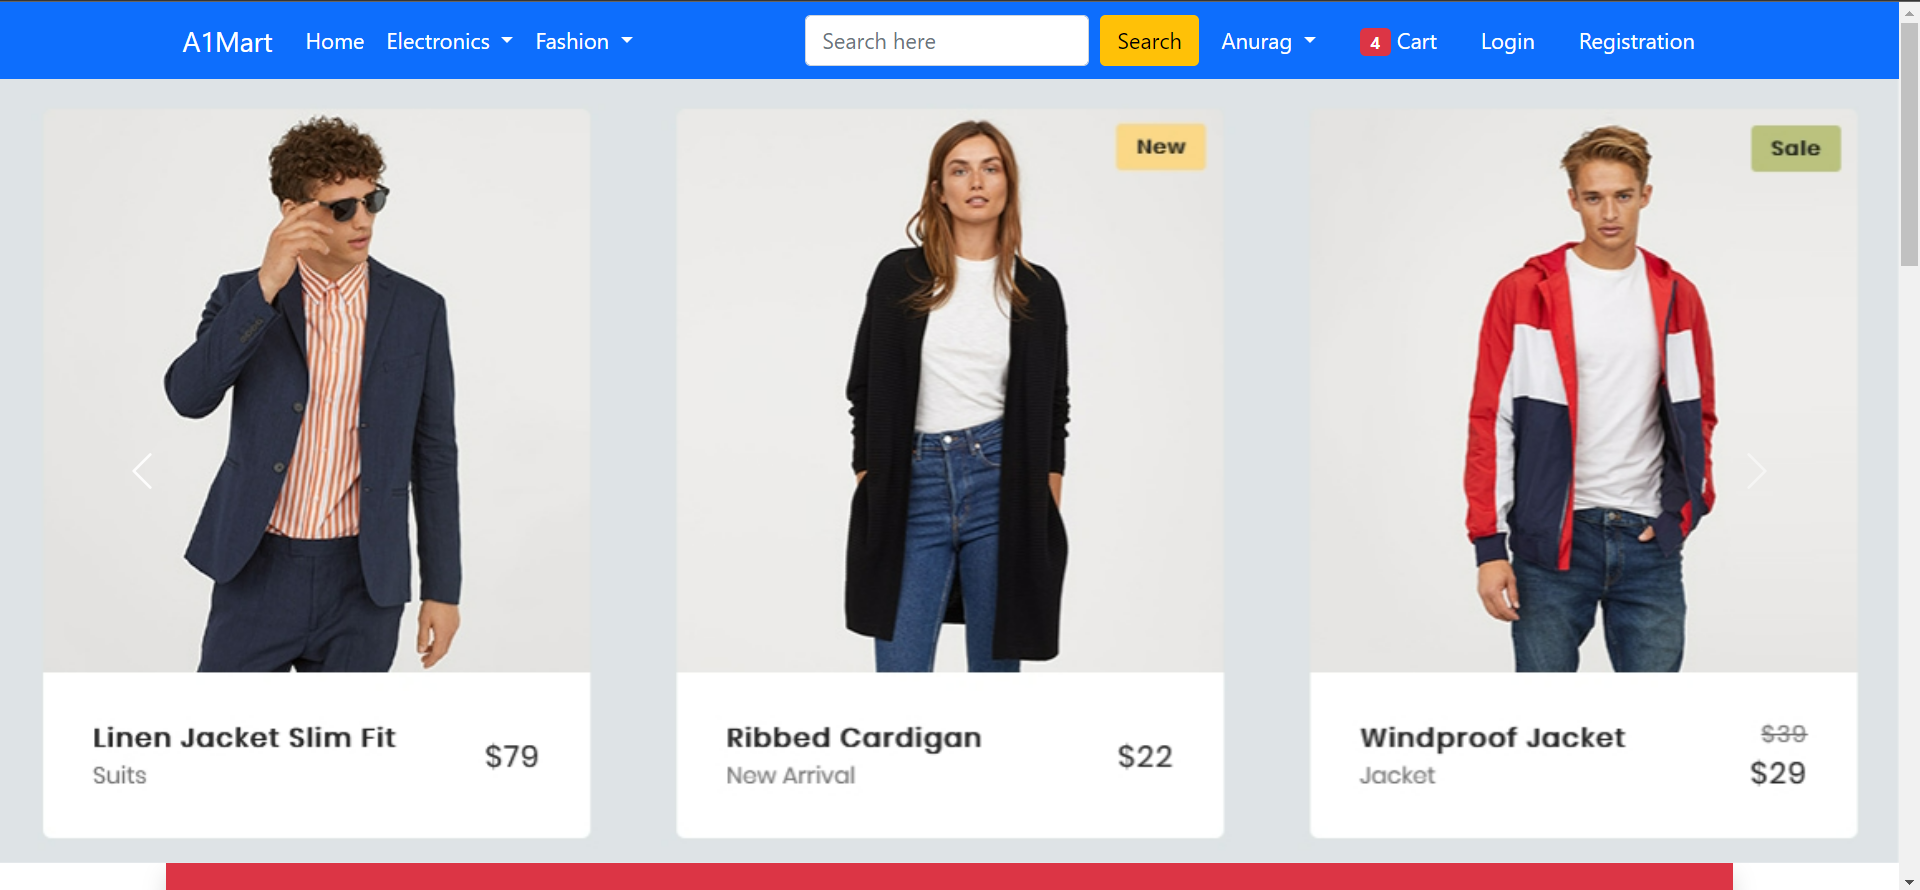 A1Mart Home Electronics Fashion Search here Search Anurag 4 Cart Login Registration
New
Sale
Linen Jacket Slim Fit
Suits
$79
Ribbed Cardigan
New Arrival
$22
Windproof Jacket
Jacket
$39
$29